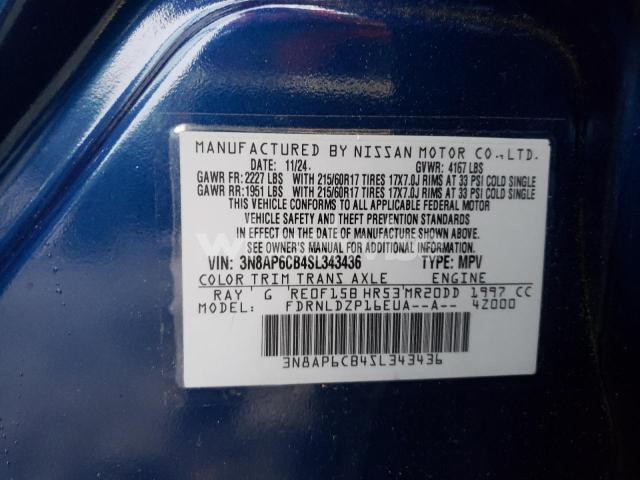 MANUFACTURED BY NISSAN MOTOR CO., LTD.
DATE: 11/24. GVWR: 4167 LBS
GAWR FR: 2227 LBS WITH 215/60R17 TIRES 17X7.0J RIMS AT 33 PSI COLD SINGLE
GAWR RR: 1951 LBS WITH 215/60R17 TIRES 17X7.0J RIMS AT 33 PSI COLD SINGLE
THIS VEHICLE CONFORMS TO ALL APPLICABLE FEDERAL MOTOR
VEHICLE SAFETY AND THEFT PREVENTION STANDARDS
IN EFFECT ON THE DATE OF MANUFACTURE SHOWN ABOVE.
SEE OWNER'S MANUAL FOR ADDITIONAL INFORMATION.
VIN: 3N8AP6CB4SL343436 TYPE: MPV
COLOR TRIM TRANS AXLE ENGINE
RAY G RE0F15B HR53 MR20DD 1997 CC
MODEL: FDRNLDZP16EUA--A-- 4Z000
3N8AP6CB4SL343436